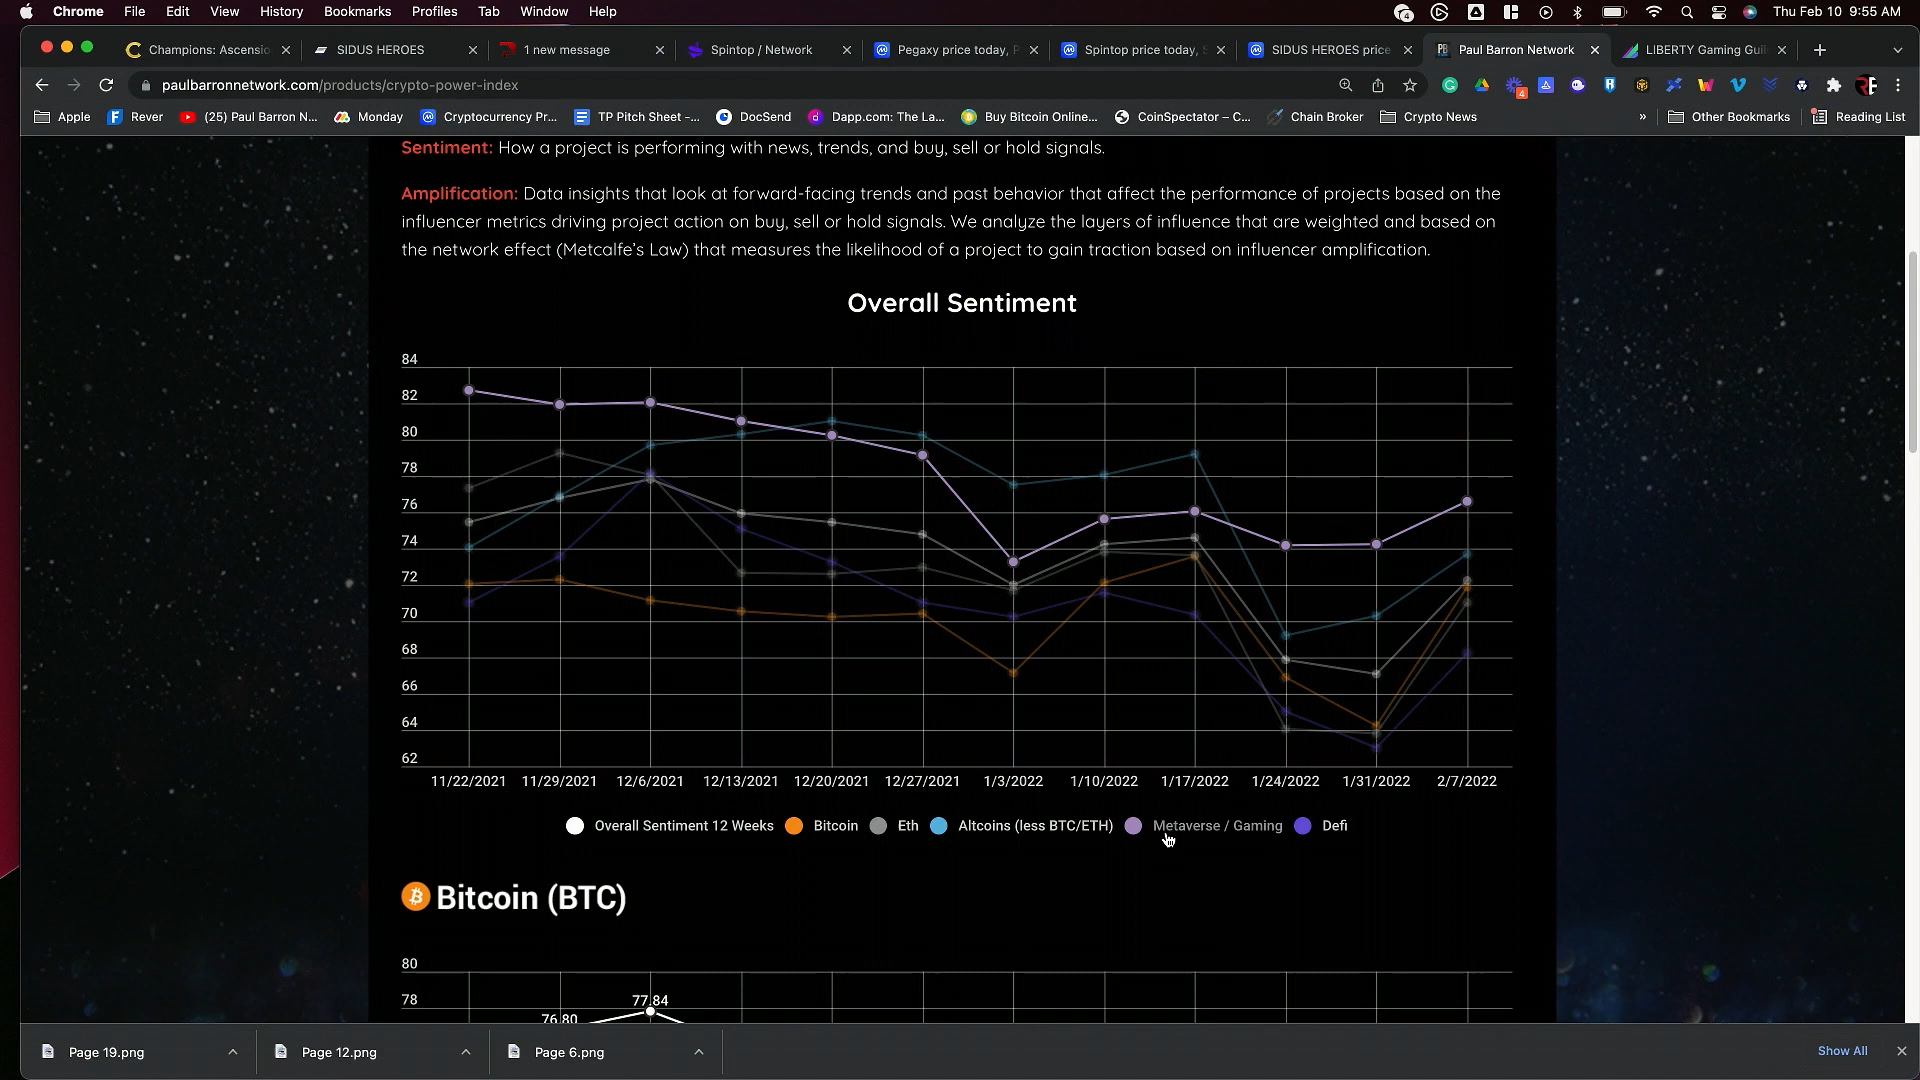 Chrome File Edit View History Bookmarks Profiles Tab Window Help 4 Thu Feb 10 9:55 AM
Champions: Ascensio SIDUS HEROES 1 new message Spintop / Network Pegaxy price today, P Spintop price today, S SIDUS HEROES price PB Paul Barron Network LIBERTY Gaming Guil
paulbarronnetwork.com/products/crypto-power-index 4
Apple Rever (25) Paul Barron N... Monday Cryptocurrency Pr... TP Pitch Sheet -... DocSend Dapp.com: The La... Buy Bitcoin Online... CoinSpectator – C... Chain Broker Crypto News » Other Bookmarks Reading List
Sentiment: How a project is performing with news, trends, and buy, sell or hold signals.
Amplification: Data insights that look at forward-facing trends and past behavior that affect the performance of projects based on the
influencer metrics driving project action on buy, sell or hold signals. We analyze the layers of influence that are weighted and based on
the network effect (Metcalfe's Law) that measures the likelihood of a project to gain traction based on influencer amplification.
Overall Sentiment
84
82
80
78
76
74
72
70
68
66
64
62
11/22/2021 11/29/2021 12/6/2021 12/13/2021 12/20/2021 12/27/2021 1/3/2022 1/10/2022 1/17/2022 1/24/2022 1/31/2022 2/7/2022
Overall Sentiment 12 Weeks Bitcoin Eth Altcoins (less BTC/ETH) Metaverse / Gaming Defi
Bitcoin (BTC)
80
78
77.84
76.80
Page 19.png Page 12.png Page 6.png Show All